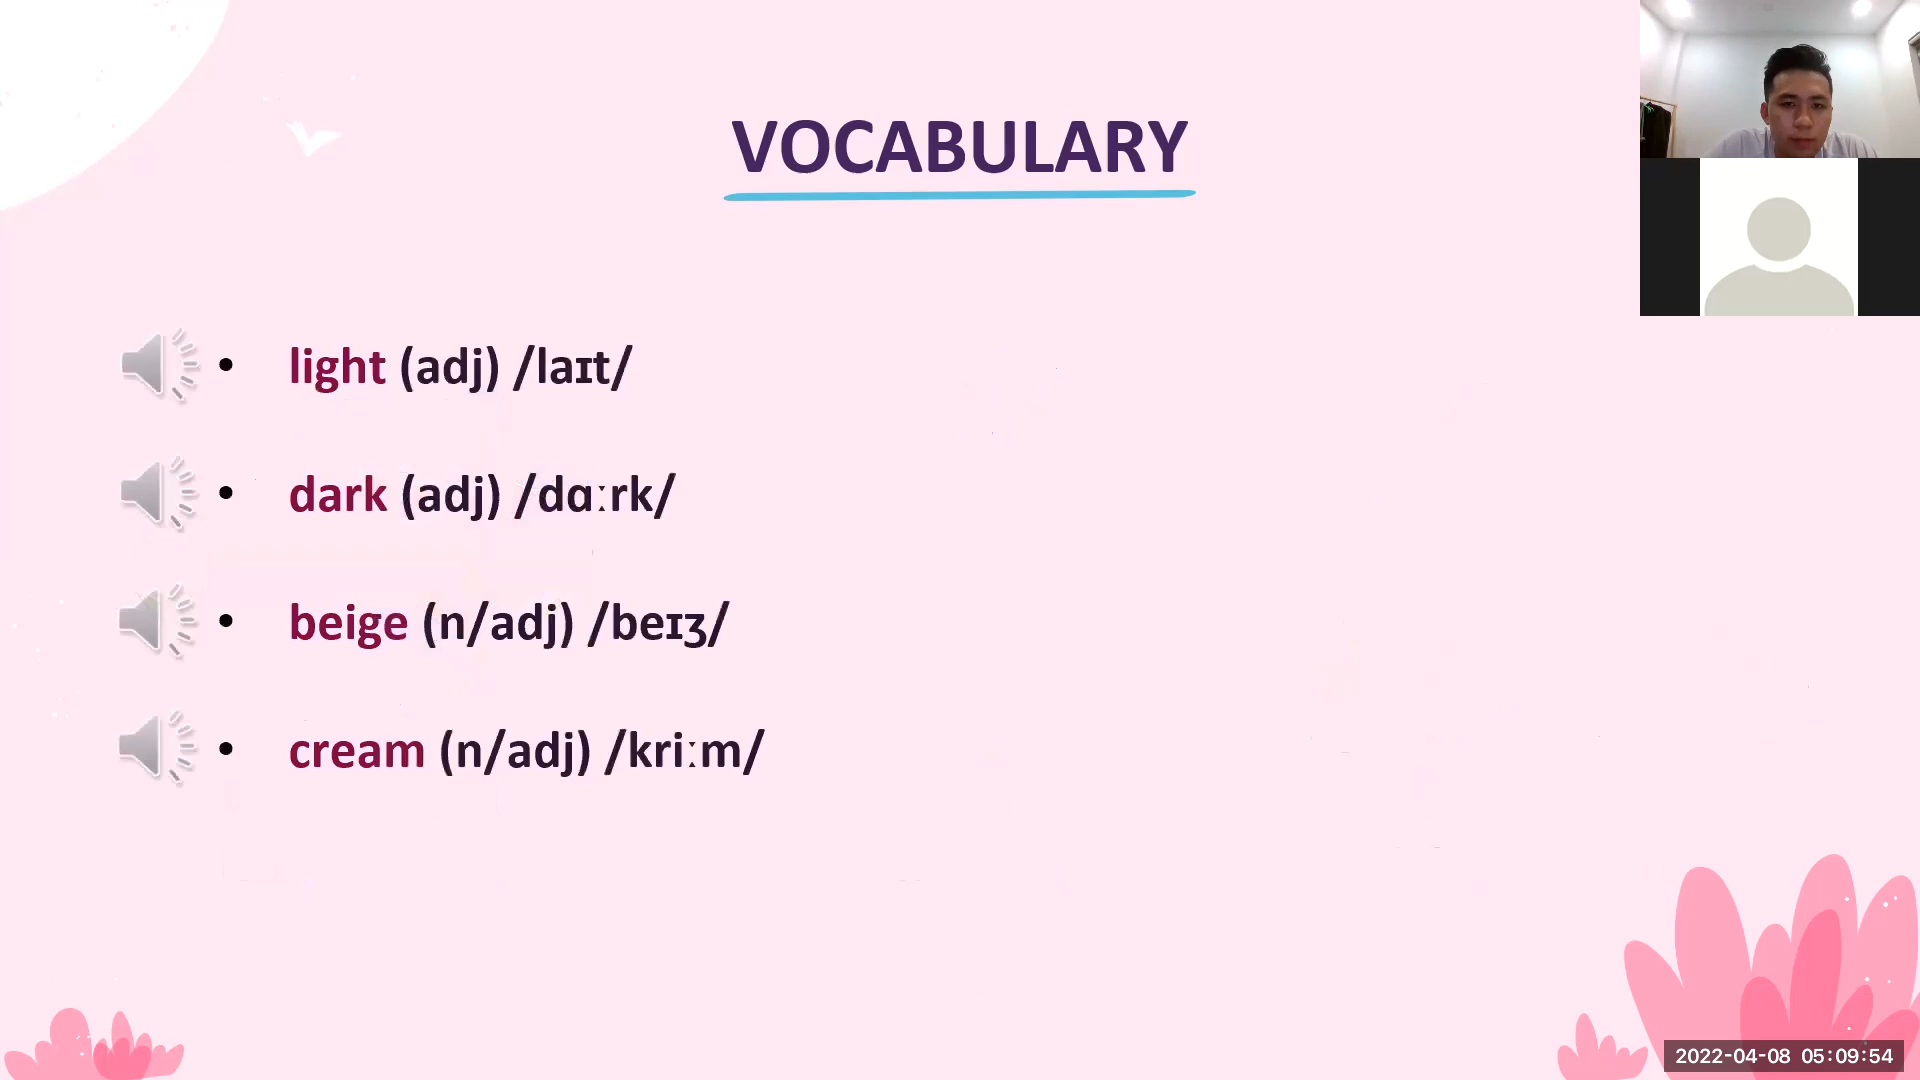 VOCABULARY
• light (adj) /laɪt/
• dark (adj) /dɑːrk/
• beige (n/adj) /beɪʒ/
• cream (n/adj) /kriːm/
2022-04-08 05:09:54